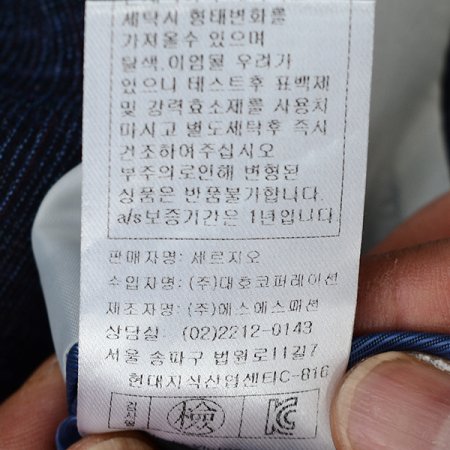 세탁시 형태변화를
가져올수 있으며
탈색,이염될 우려가
있으니 테스트후 표백제
및 강력효소제를 사용치
마시고 별도세탁후 즉시
건조하여주십시오
부주의로인해 변형된
상품은 반품불가합니다.
a/s보증기간은 1년입니다
판매자명: 세르지오
수입자명: (주)대호코퍼레이션
제조자명: (주)에스에스패션
상담실: (02)2212-0143
서울 송파구 법원로11길7
현대지식산업센타C-816
檢